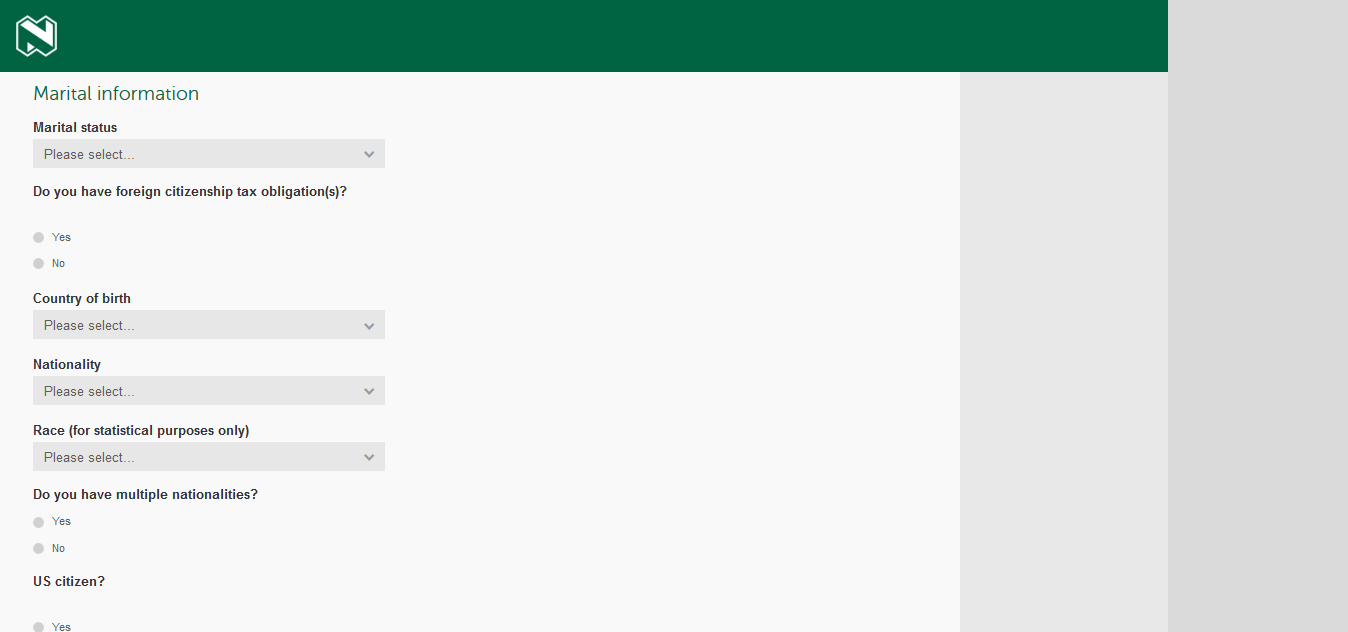 Marital information
Marital status
Please select...
Do you have foreign citizenship tax obligation(s)?
Yes
No
Country of birth
Please select...
Nationality
Please select...
Race (for statistical purposes only)
Please select...
Do you have multiple nationalities?
Yes
No
US citizen?
Yes